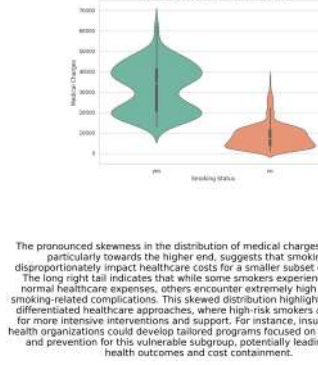 70000
60000
50000
40000
30000
20000
10000
0
Medical Charges
yes
no
Smoking Status
The pronounced skewness in the distribution of medical charges
particularly towards the higher end, suggests that smokin
disproportionately impact healthcare costs for a smaller subset
The long right tail indicates that while some smokers experien
normal healthcare expenses, others encounter extremely high
smoking-related complications. This skewed distribution highlight
differentiated healthcare approaches, where high-risk smokers
for more intensive interventions and support. For instance, insu
health organizations could develop tailored programs focused on
and prevention for this vulnerable subgroup, potentially leadin
health outcomes and cost containment.